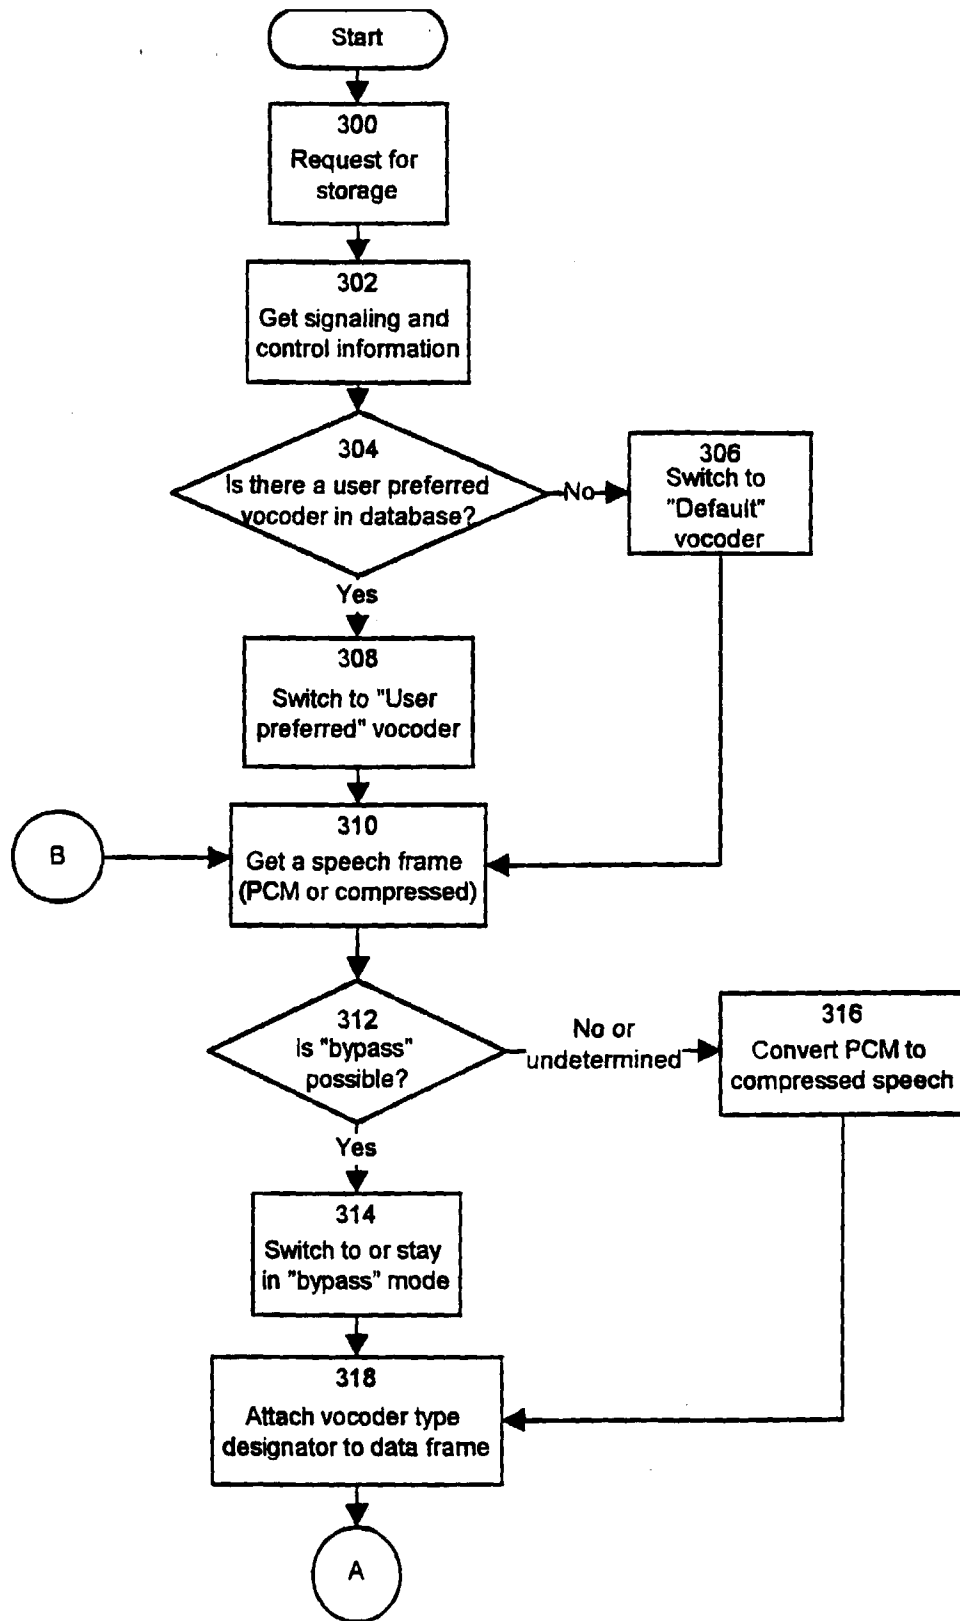 Start
300
Request for
storage
302
Get signaling and
control information
304
Is there a user preferred
vocoder in database?
No
306
Switch to
"Default"
vocoder
Yes
308
Switch to "User
preferred" vocoder
B
310
Get a speech frame
(PCM or compressed)
312
Is "bypass"
possible?
No or
undetermined
316
Convert PCM to
compressed speech
Yes
314
Switch to or stay
in "bypass" mode
318
Attach vocoder type
designator to data frame
A